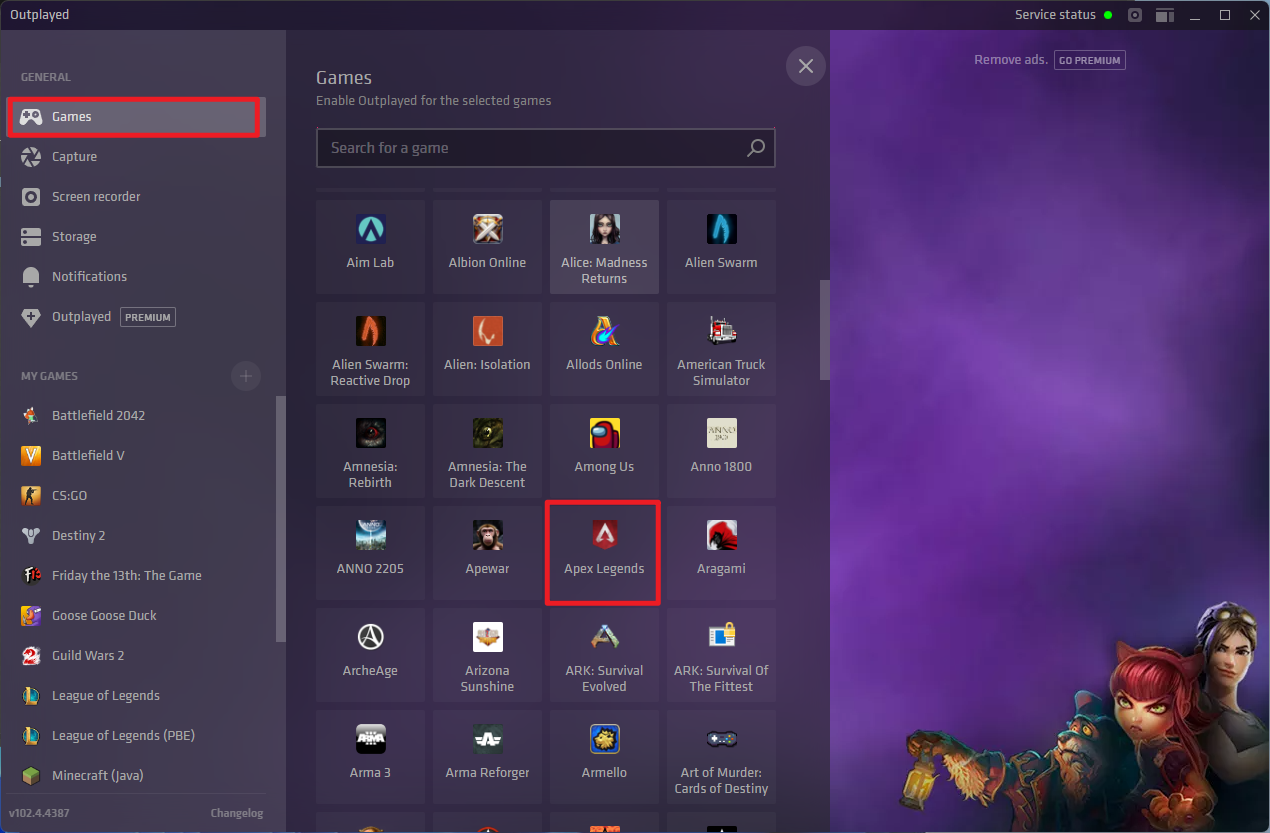 Outplayed
Service status
Remove ads. GO PREMIUM
GENERAL
Games
Capture
Screen recorder
Storage
Notifications
Outplayed PREMIUM
MY GAMES
Battlefield 2042
Battlefield V
CS:GO
Destiny 2
Friday the 13th: The Game
Goose Goose Duck
Guild Wars 2
League of Legends
League of Legends (PBE)
Minecraft (Java)
v102.4.4387
Changelog
Games
Enable Outplayed for the selected games
Search for a game
Aim Lab
Albion Online
Alice: Madness
Returns
Alien Swarm
Alien Swarm:
Reactive Drop
Alien: Isolation
Allods Online
American Truck
Simulator
Amnesia:
Rebirth
Amnesia: The
Dark Descent
Among Us
Anno 1800
ANNO 2205
Apewar
Apex Legends
Aragami
ArcheAge
Arizona
Sunshine
ARK: Survival
Evolved
ARK: Survival Of
The Fittest
Arma 3
Arma Reforger
Armello
Art of Murder:
Cards of Destiny